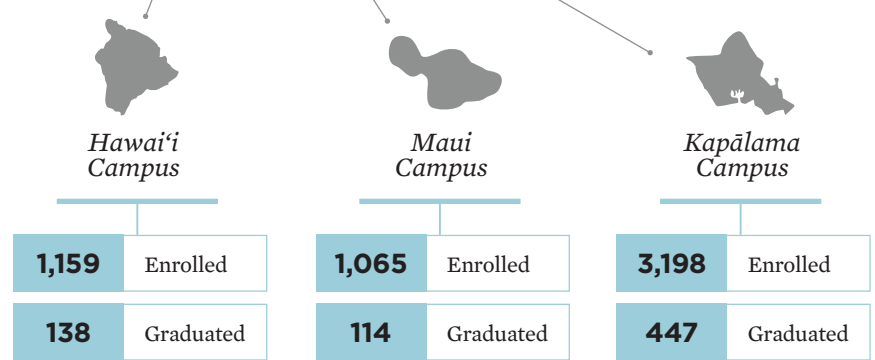 Hawai‘i
Campus
Maui
Campus
Kapālama
Campus
1,159 Enrolled
1,065 Enrolled
3,198 Enrolled
138 Graduated
114 Graduated
447 Graduated